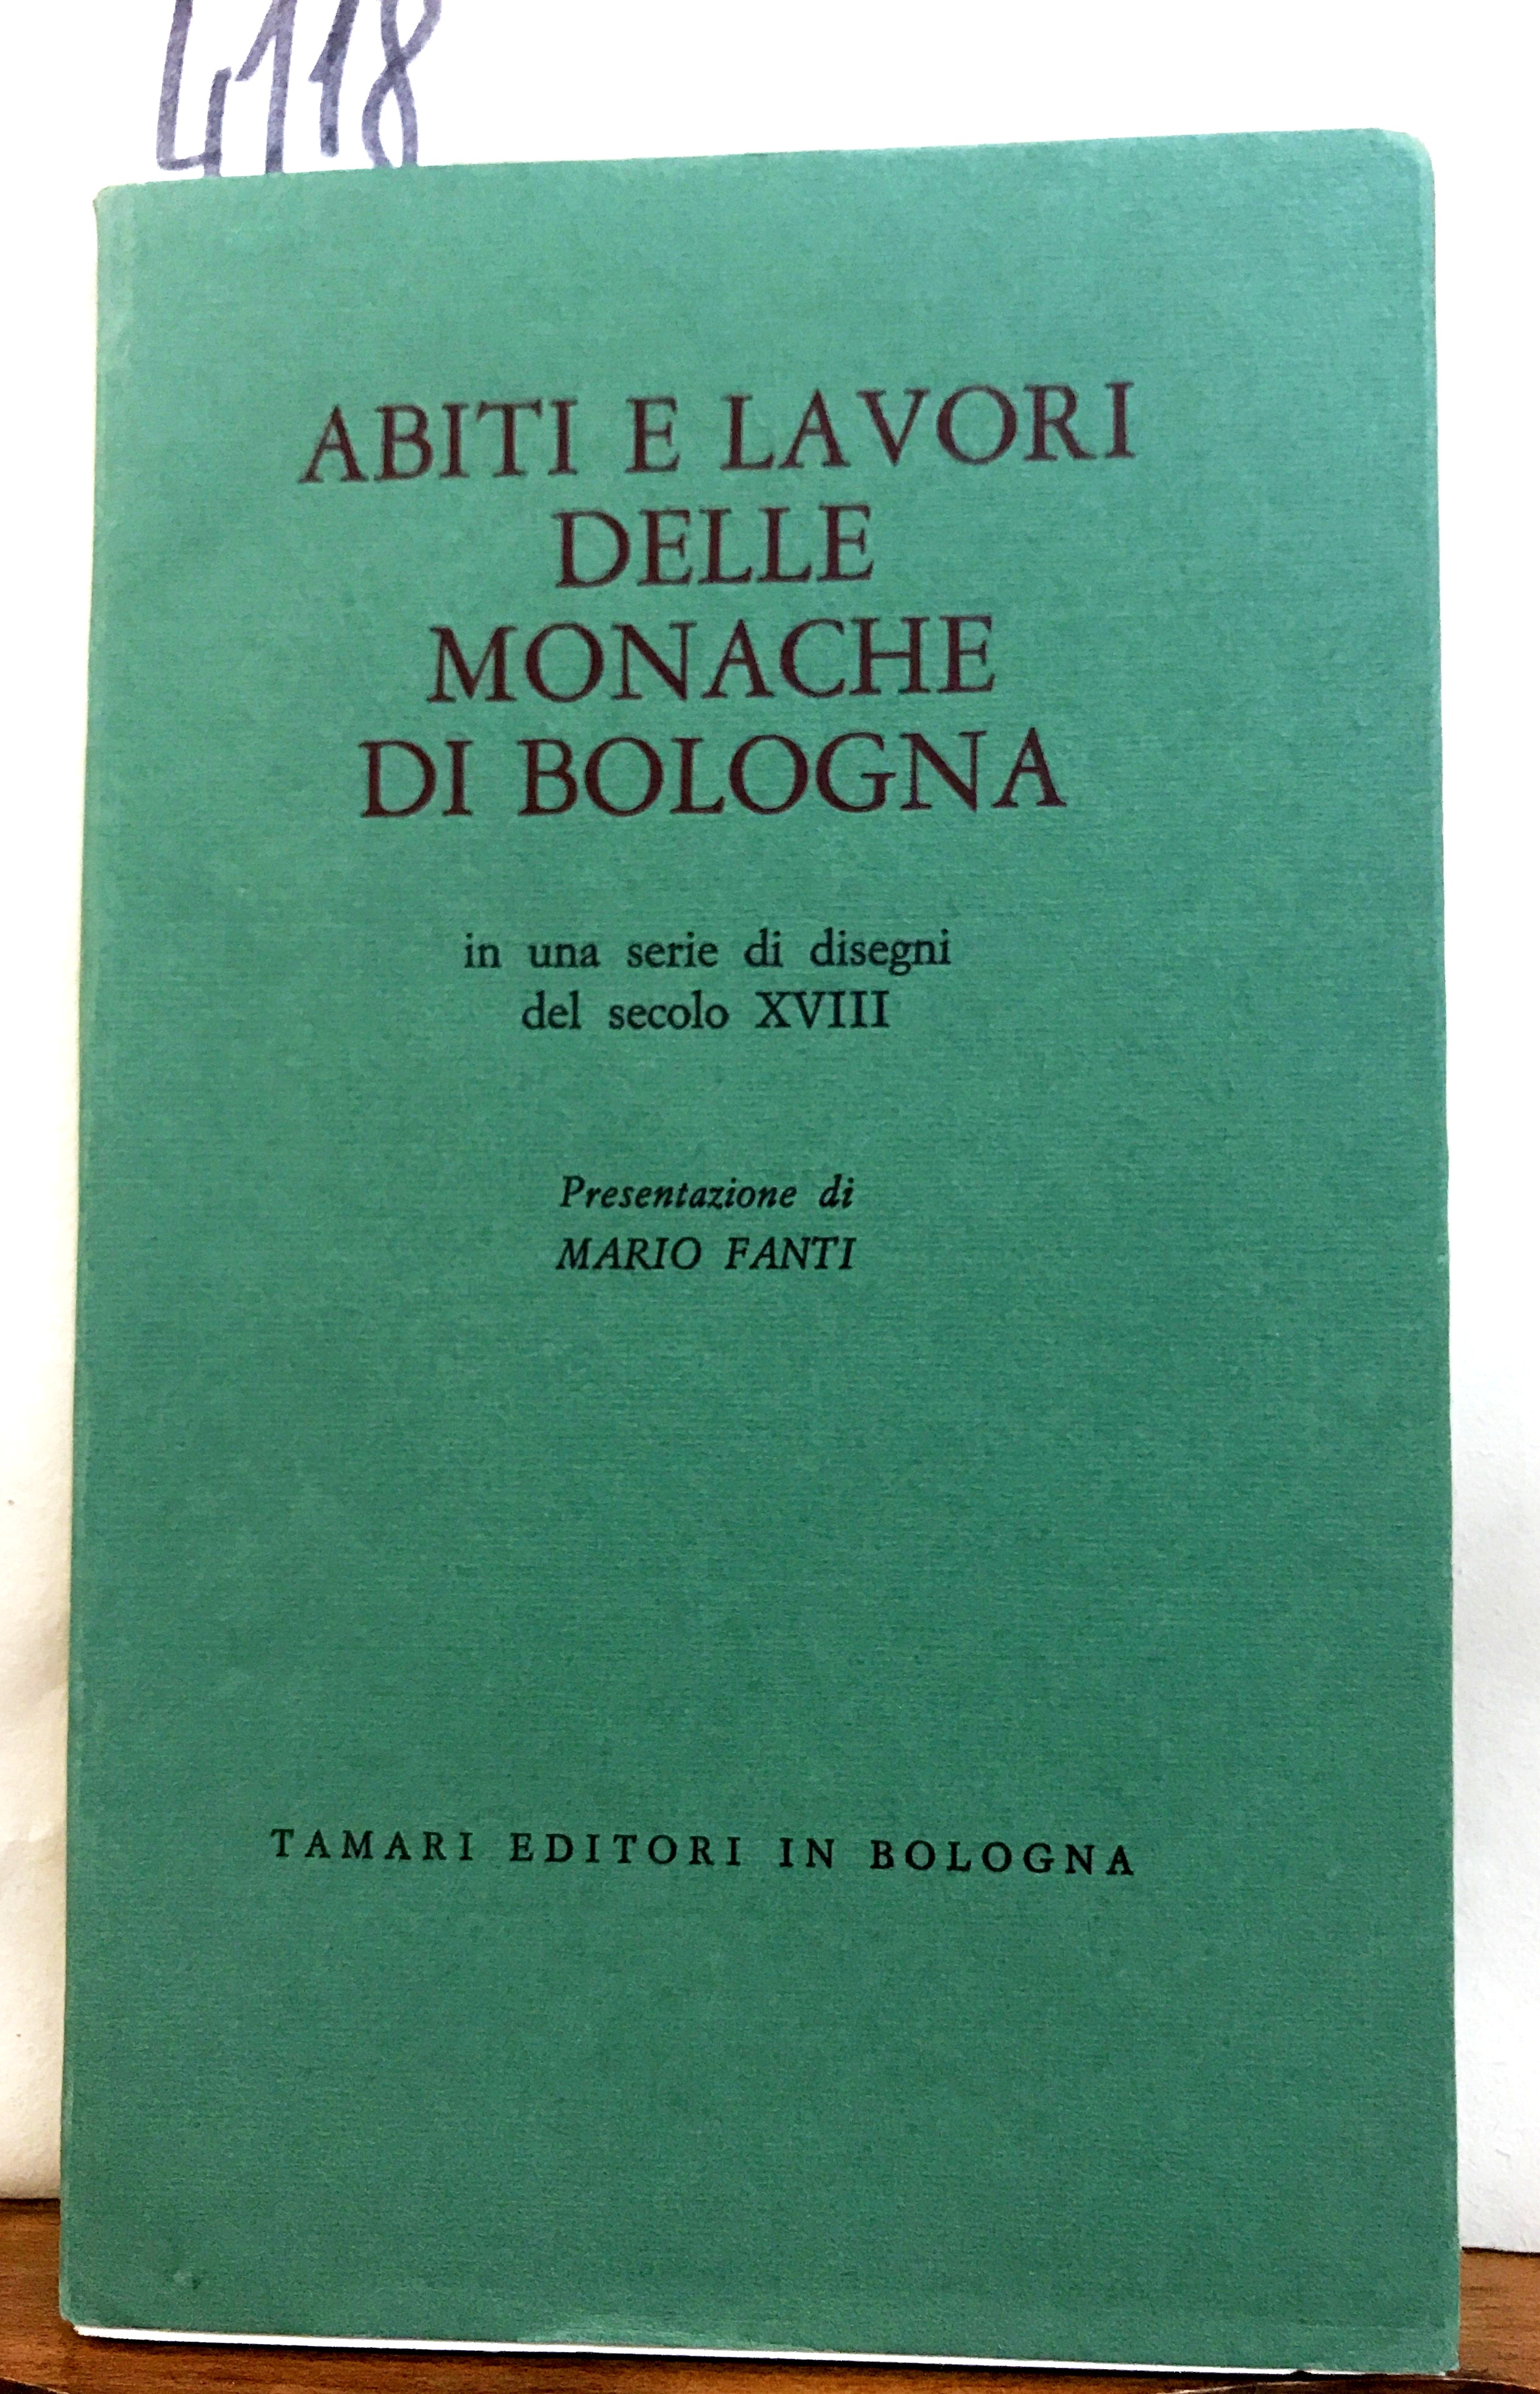 4118
ABITI E LAVORI
DELLE
MONACHE
DI BOLOGNA
in una serie di disegni
del secolo XVIII
Presentazione di
MARIO FANTI
TAMARI EDITORI IN BOLOGNA